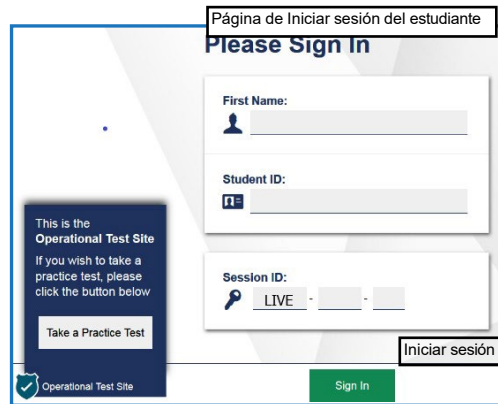 Página de Iniciar sesión del estudiante
Please Sign In
First Name:
Student ID:
This is the
Operational Test Site
If you wish to take a
practice test, please
click the button below
Take a Practice Test
Session ID:
LIVE - -
Iniciar sesión
Operational Test Site
Sign In